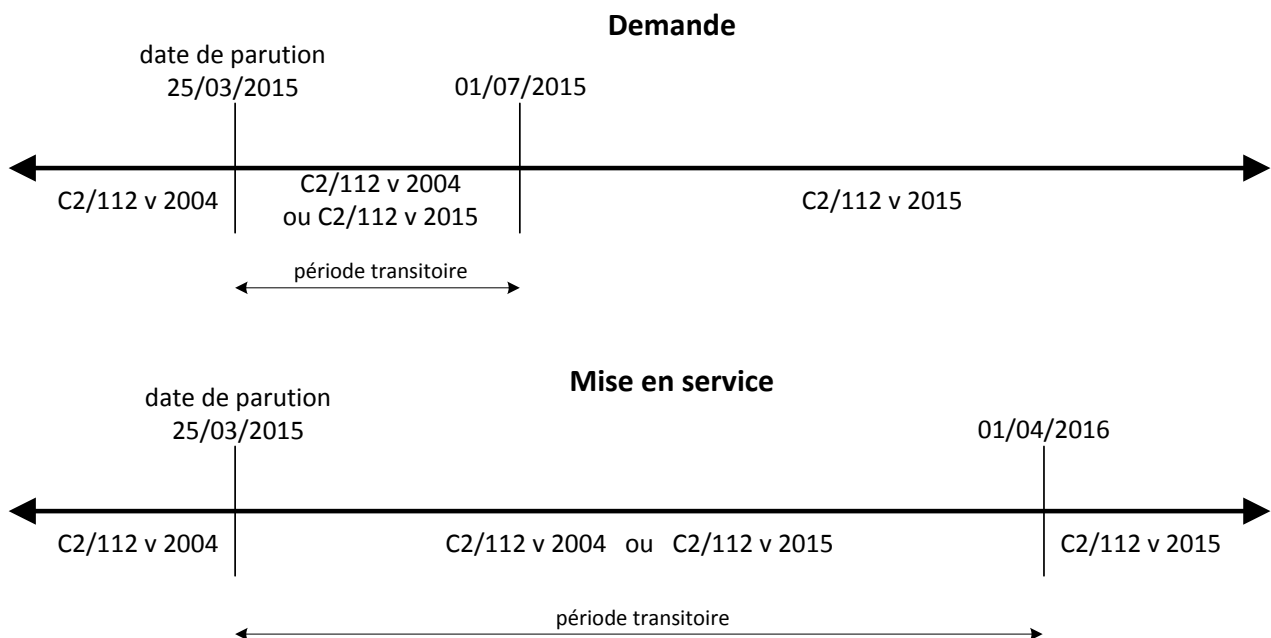 Demande
date de parution
25/03/2015
01/07/2015
C2/112 v 2004
C2/112 v 2004
ou C2/112 v 2015
C2/112 v 2015
période transitoire
Mise en service
date de parution
25/03/2015
01/04/2016
C2/112 v 2004
C2/112 v 2004 ou C2/112 v 2015
C2/112 v 2015
période transitoire